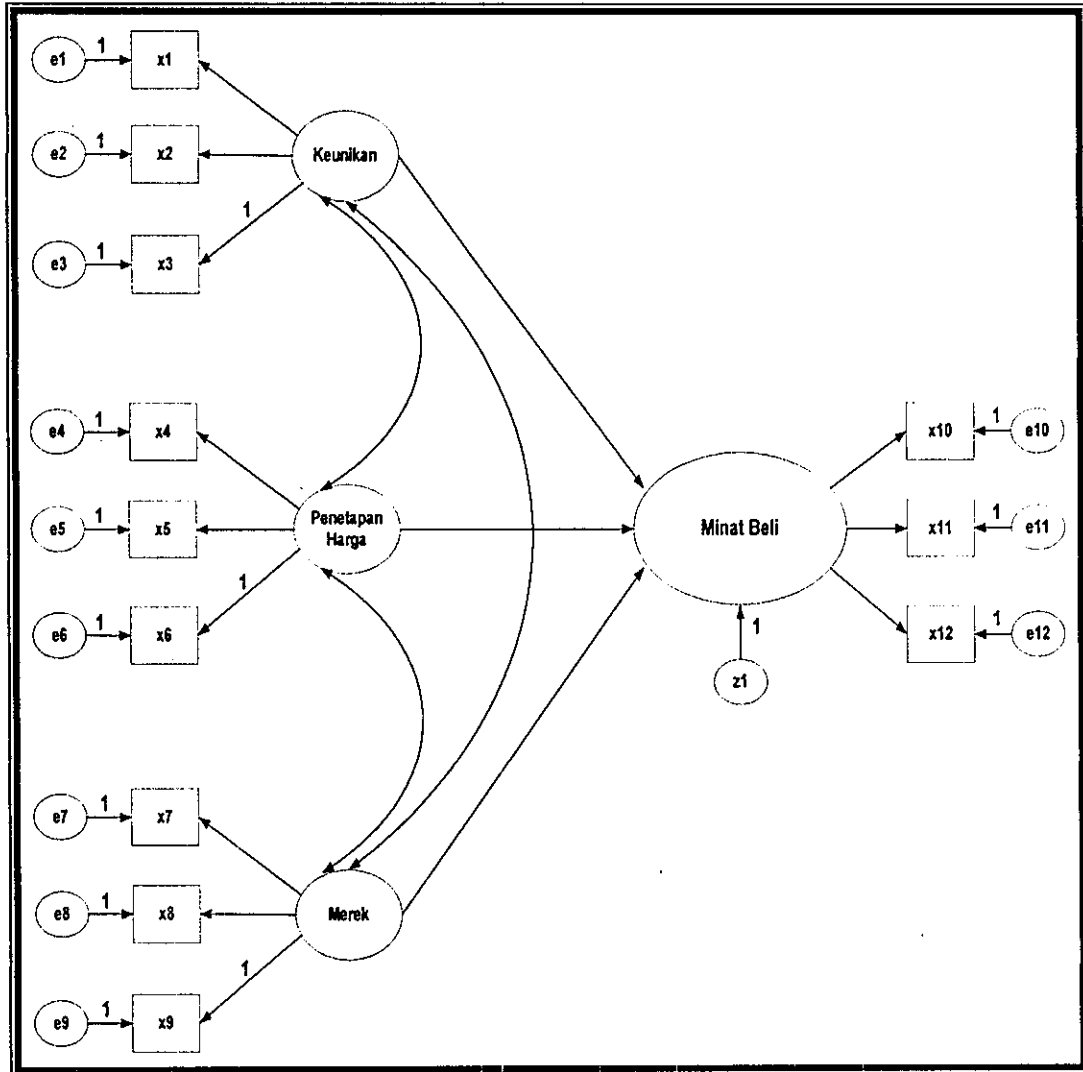 e1 1 x1
e2 1 x2
e3 1 x3
1
Keunikan
e4 1 x4
e5 1 x5
e6 1 x6
1
Penetapan
Harga
Minat Beli
1
z1
x10 1 e10
x11 1 e11
x12 1 e12
e7 1 x7
e8 1 x8
e9 1 x9
1
Merek